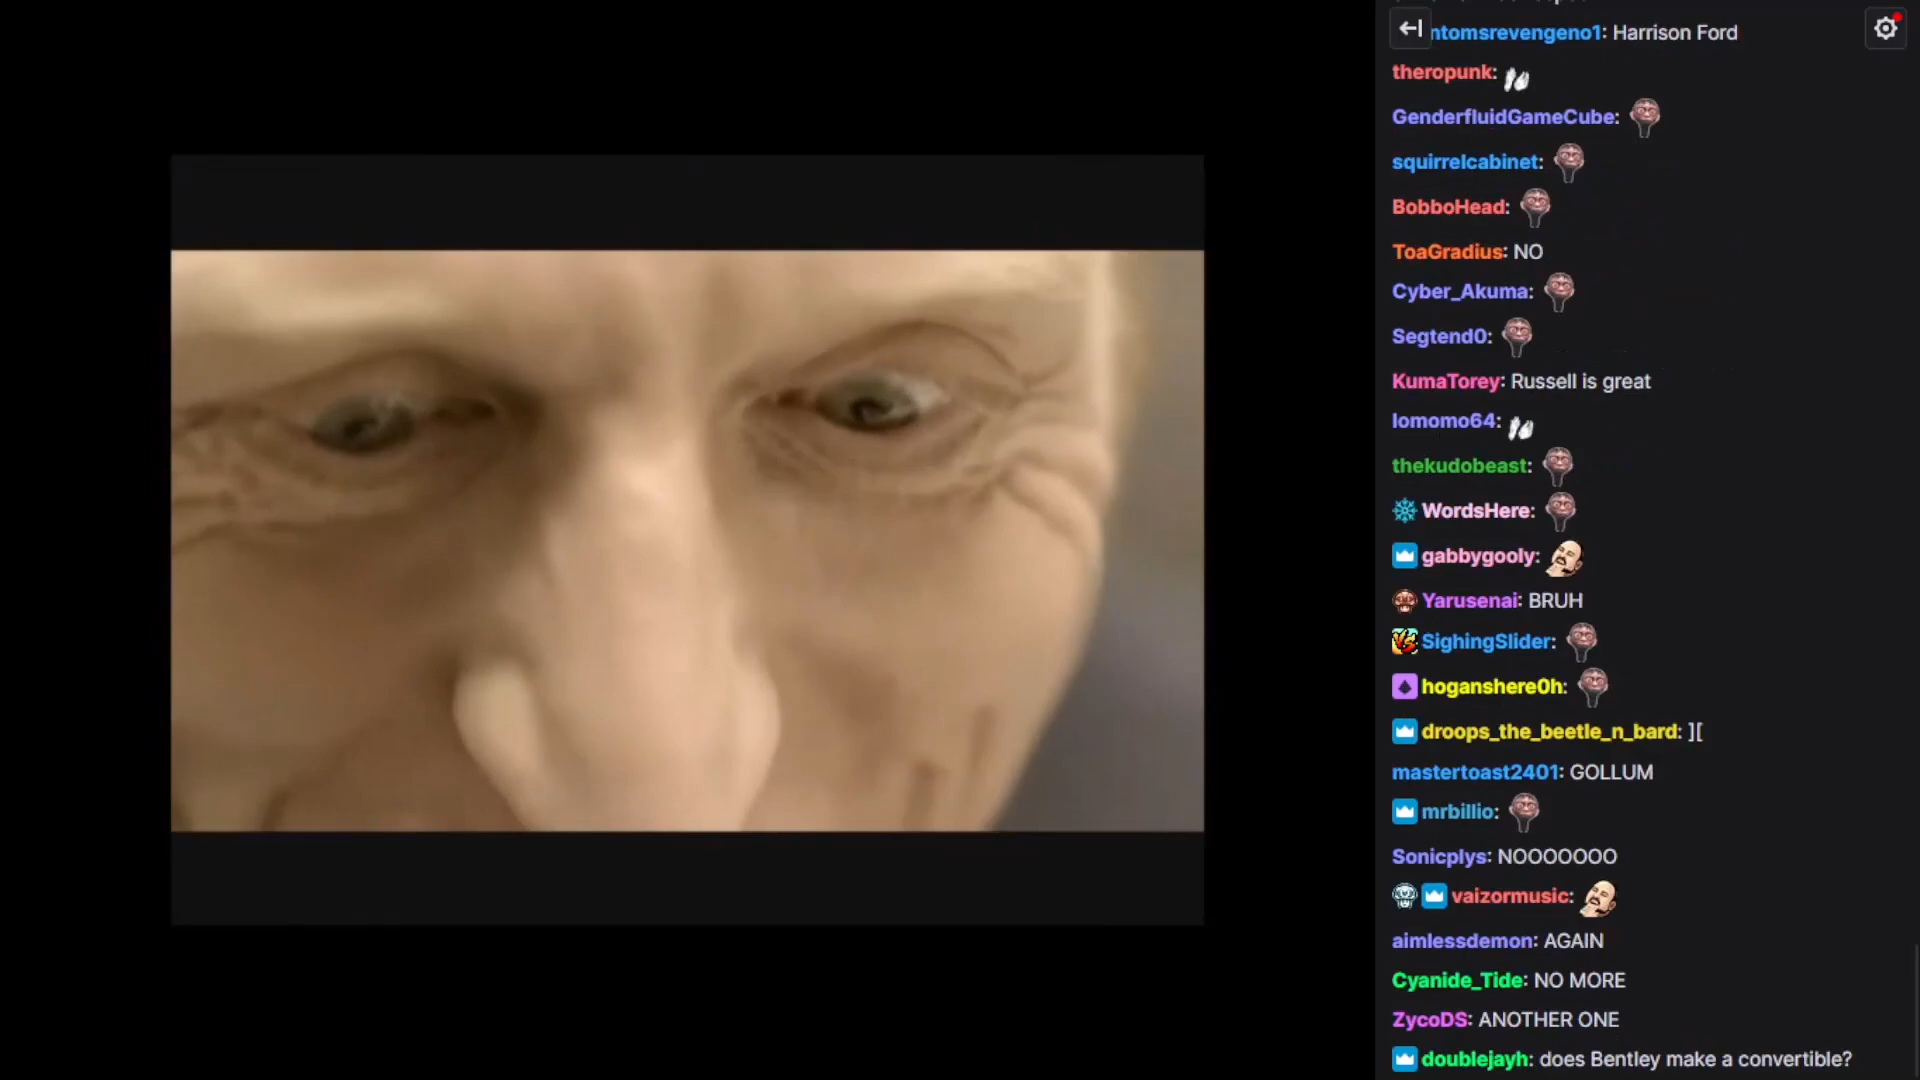 ntomsrevengeno1: Harrison Ford
theropunk:
GenderfluidGameCube:
squirrelcabinet:
BobboHead:
ToaGradius: NO
Cyber_Akuma:
Segtend0:
KumaTorey: Russell is great
lomomo64:
thekudobeast:
WordsHere:
gabbygooly:
Yarusenai: BRUH
SighingSlider:
hoganshere0h:
droops_the_beetle_n_bard: ][
mastertoast2401: GOLLUM
mrbillio:
Sonicplys: NOOOOOOO
vaizormusic:
aimlessdemon: AGAIN
Cyanide_Tide: NO MORE
ZycoDS: ANOTHER ONE
doublejayh: does Bentley make a convertible?